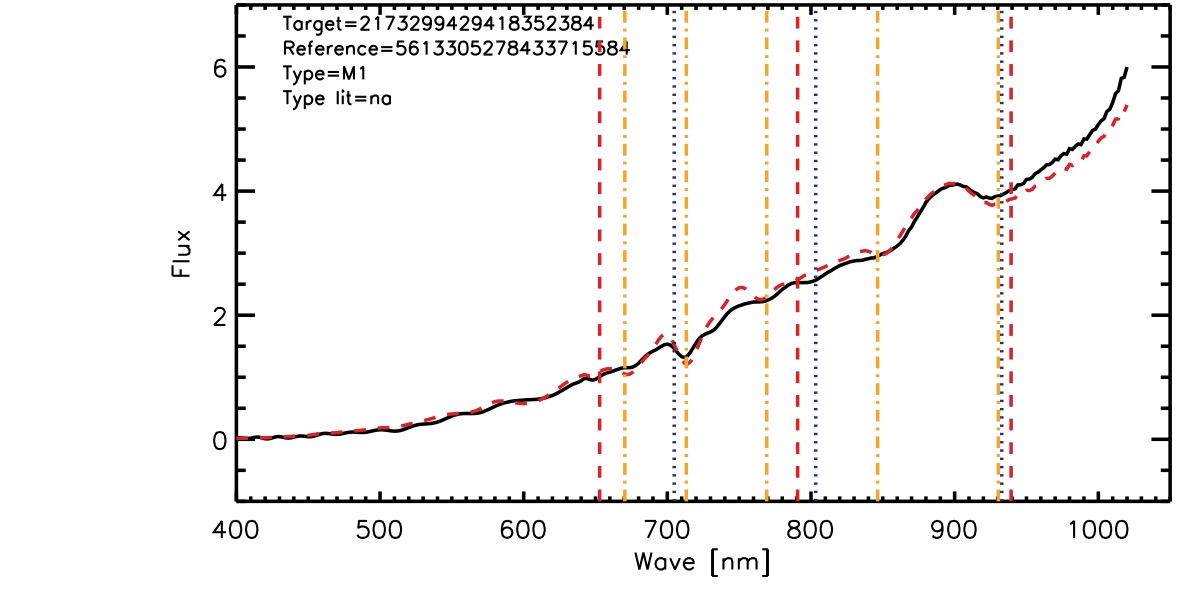 Target=2173299429418352384
Reference=5613305278433715584
Type=M1
Type lit=na
6
4
2
0
Flux
400 500 600 700 800 900 1000
Wave [nm]